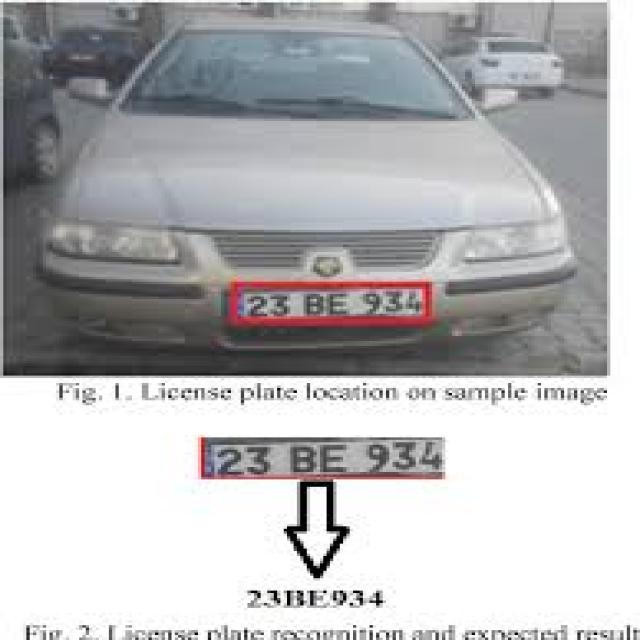 23 BE 934
Fig. 1. License plate location on sample image
23 BE 934
23BE934
Fig. 2. License plate recognition and expected result